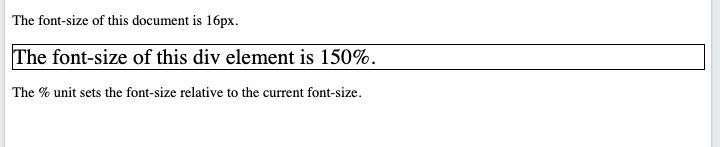 The font-size of this document is 16px.
The font-size of this div element is 150%.
The % unit sets the font-size relative to the current font-size.